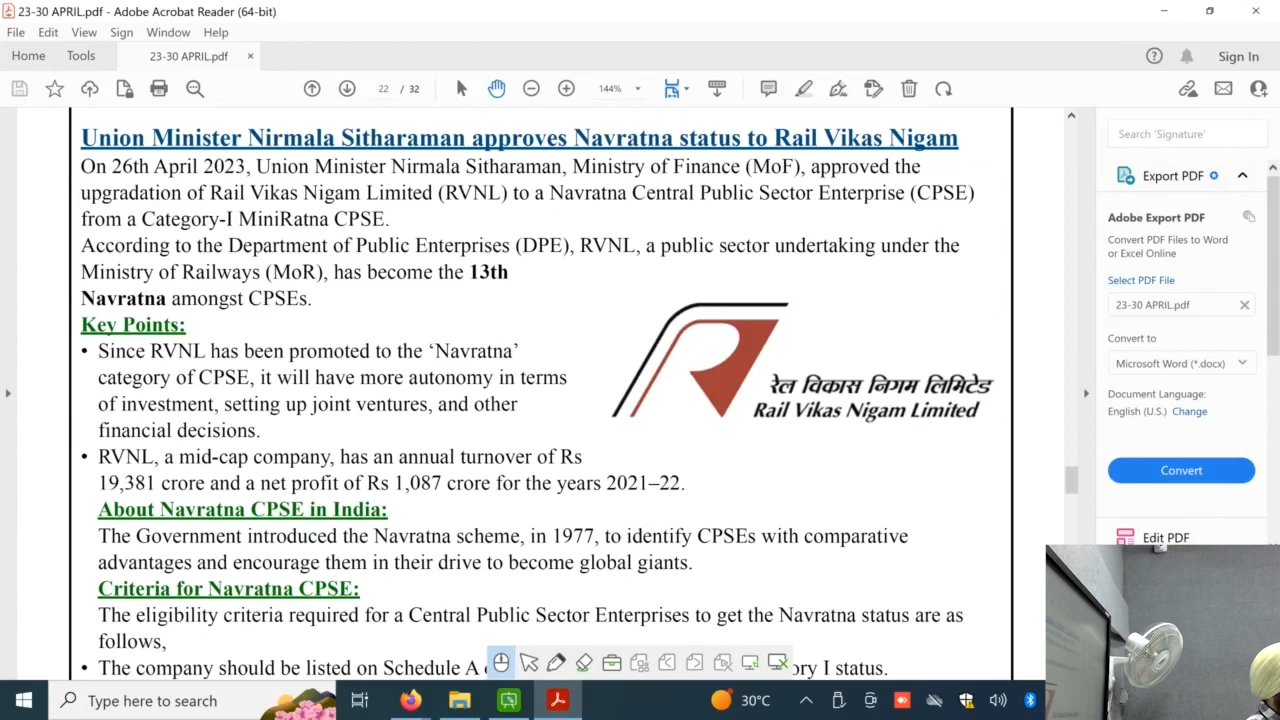 23-30 APRIL.pdf - Adobe Acrobat Reader (64-bit)
File Edit View Sign Window Help
Home Tools 23-30 APRIL.pdf × Sign In
22 / 32 144%
Union Minister Nirmala Sitharaman approves Navratna status to Rail Vikas Nigam
On 26th April 2023, Union Minister Nirmala Sitharaman, Ministry of Finance (MoF), approved the
upgradation of Rail Vikas Nigam Limited (RVNL) to a Navratna Central Public Sector Enterprise (CPSE)
from a Category-I MiniRatna CPSE.
According to the Department of Public Enterprises (DPE), RVNL, a public sector undertaking under the
Ministry of Railways (MoR), has become the 13th
Navratna amongst CPSEs.
Key Points:
• Since RVNL has been promoted to the ‘Navratna’
category of CPSE, it will have more autonomy in terms
of investment, setting up joint ventures, and other
financial decisions.
रेल विकास निगम लिमिटेड
Rail Vikas Nigam Limited
• RVNL, a mid-cap company, has an annual turnover of Rs
19,381 crore and a net profit of Rs 1,087 crore for the years 2021–22.
About Navratna CPSE in India:
The Government introduced the Navratna scheme, in 1977, to identify CPSEs with comparative
advantages and encourage them in their drive to become global giants.
Criteria for Navratna CPSE:
The eligibility criteria required for a Central Public Sector Enterprises to get the Navratna status are as
follows,
• The company should be listed on Schedule A ory I status.
Search 'Signature'
Export PDF
Adobe Export PDF
Convert PDF Files to Word
or Excel Online
Select PDF File
23-30 APRIL.pdf
Convert to
Microsoft Word (*.docx)
Document Language:
English (U.S.) Change
Convert
Edit PDF
Type here to search
30°C